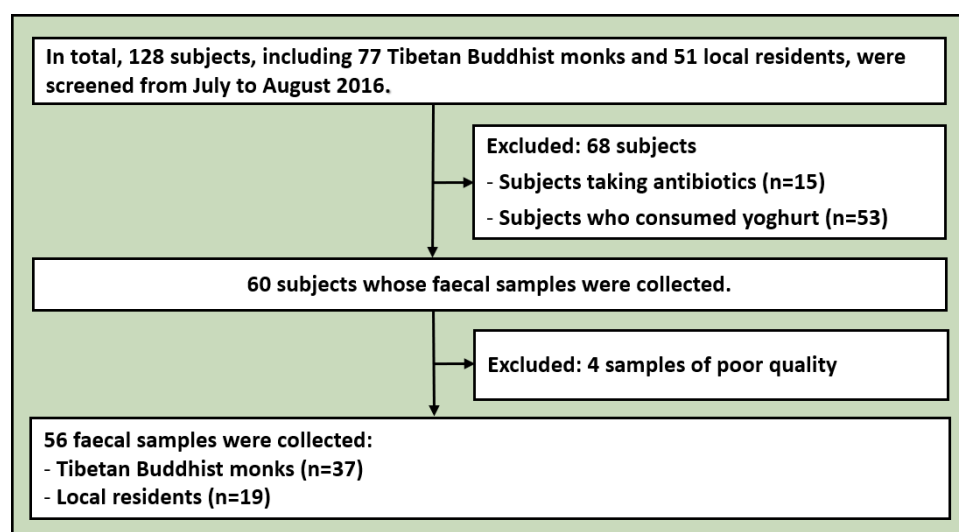 In total, 128 subjects, including 77 Tibetan Buddhist monks and 51 local residents, were
screened from July to August 2016.
Excluded: 68 subjects
- Subjects taking antibiotics (n=15)
- Subjects who consumed yoghurt (n=53)
60 subjects whose faecal samples were collected.
Excluded: 4 samples of poor quality
56 faecal samples were collected:
- Tibetan Buddhist monks (n=37)
- Local residents (n=19)